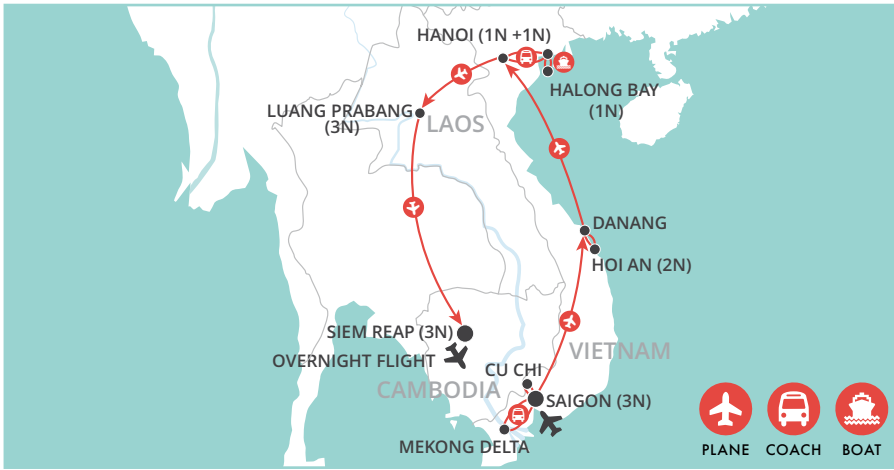 HANOI (1N +1N)
HALONG BAY
(1N)
LUANG PRABANG
(3N)
LAOS
DANANG
HOI AN (2N)
SIEM REAP (3N)
OVERNIGHT FLIGHT
VIETNAM
CU CHI
CAMBODIA
SAIGON (3N)
MEKONG DELTA
PLANE COACH BOAT